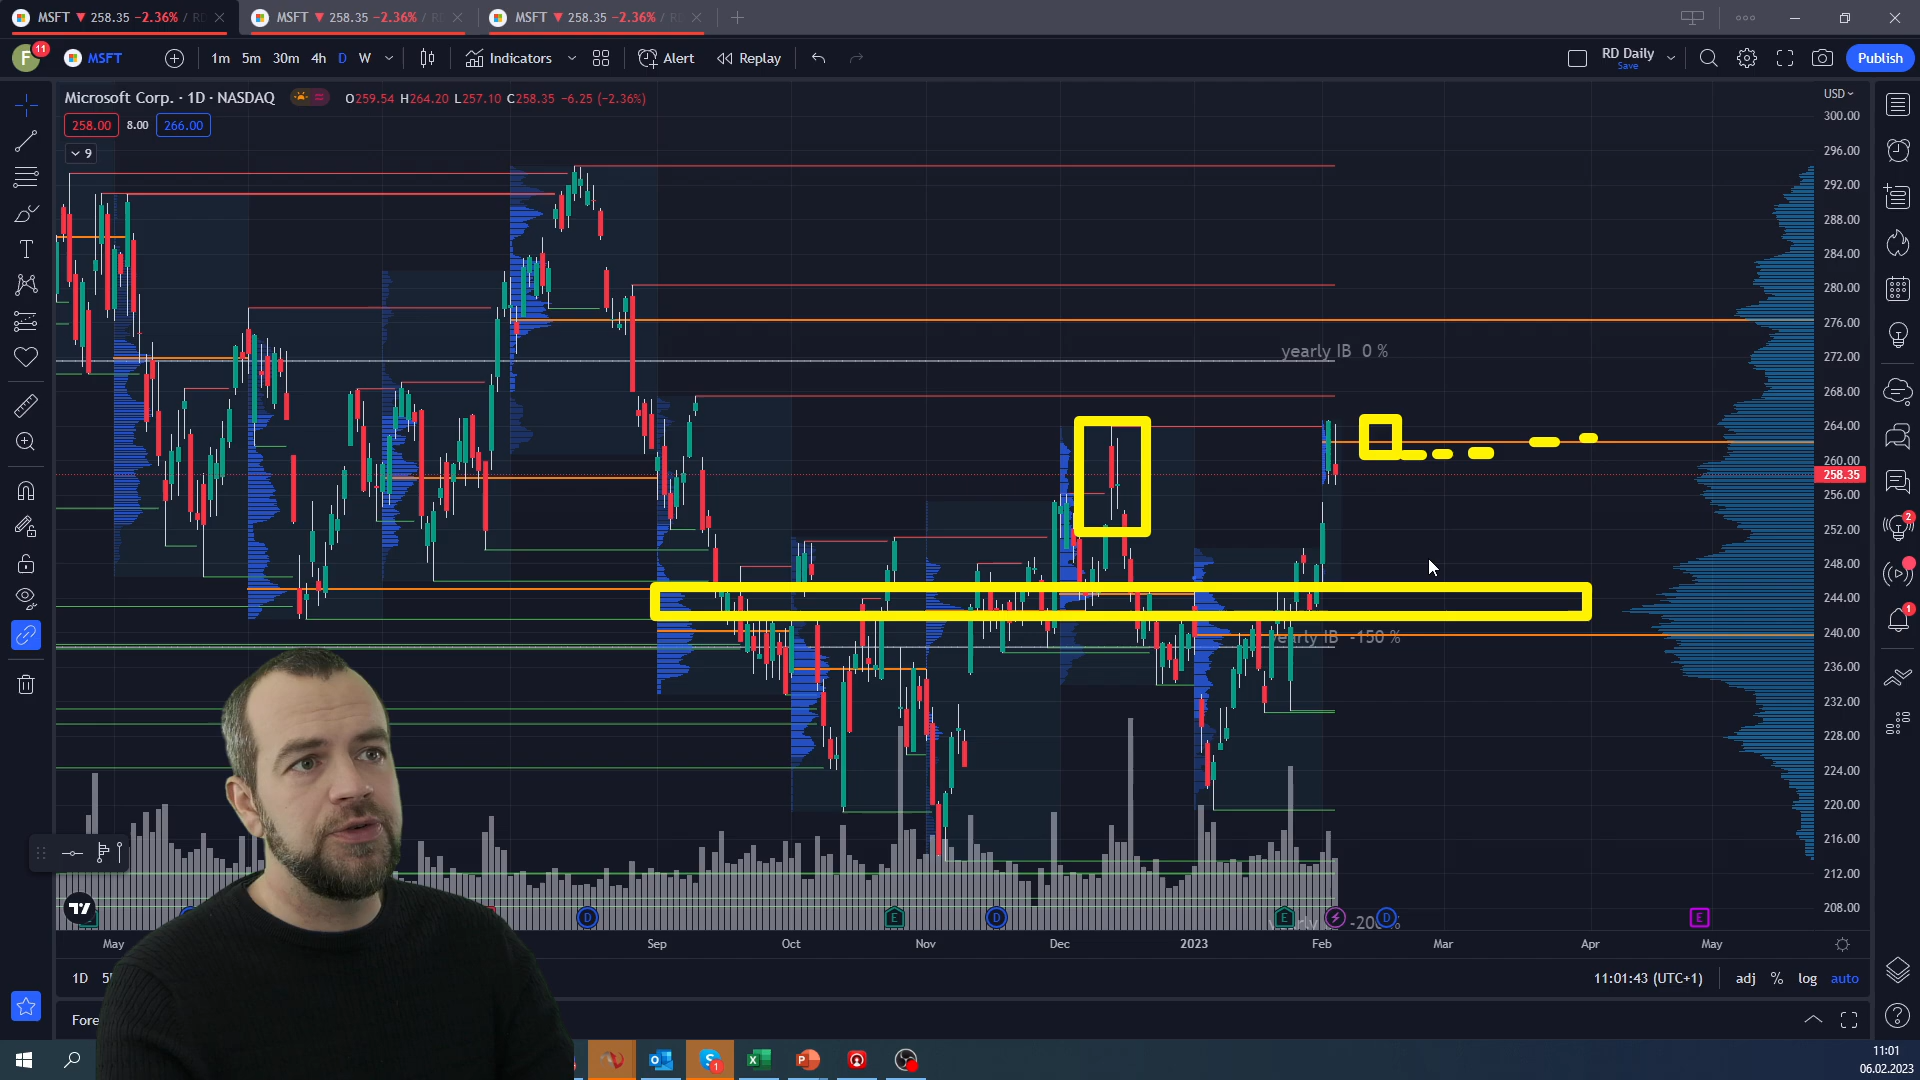 MSFT ▼ 258.35 −2.36% / RD
MSFT ▼ 258.35 −2.36% / RD
MSFT ▼ 258.35 −2.36% / RD
F 11
MSFT
1m 5m 30m 4h D W
Indicators
Alert
Replay
RD Daily
Save
Publish
Microsoft Corp. · 1D · NASDAQ
O259.54 H264.20 L257.10 C258.35 −6.25 (−2.36%)
258.00 8.00 266.00
9
USD
300.00
296.00
292.00
288.00
284.00
280.00
276.00
272.00
268.00
264.00
260.00
258.35
256.00
252.00
248.00
244.00
240.00
236.00
232.00
228.00
224.00
220.00
216.00
212.00
208.00
yearly IB 0 %
yearly IB -150 %
yearly -200 %
D E D E D E
May Sep Oct Nov Dec 2023 Feb Mar Apr May
1D
11:01:43 (UTC+1)
adj % log auto
Fore
2
1
1
11:01
06.02.2023